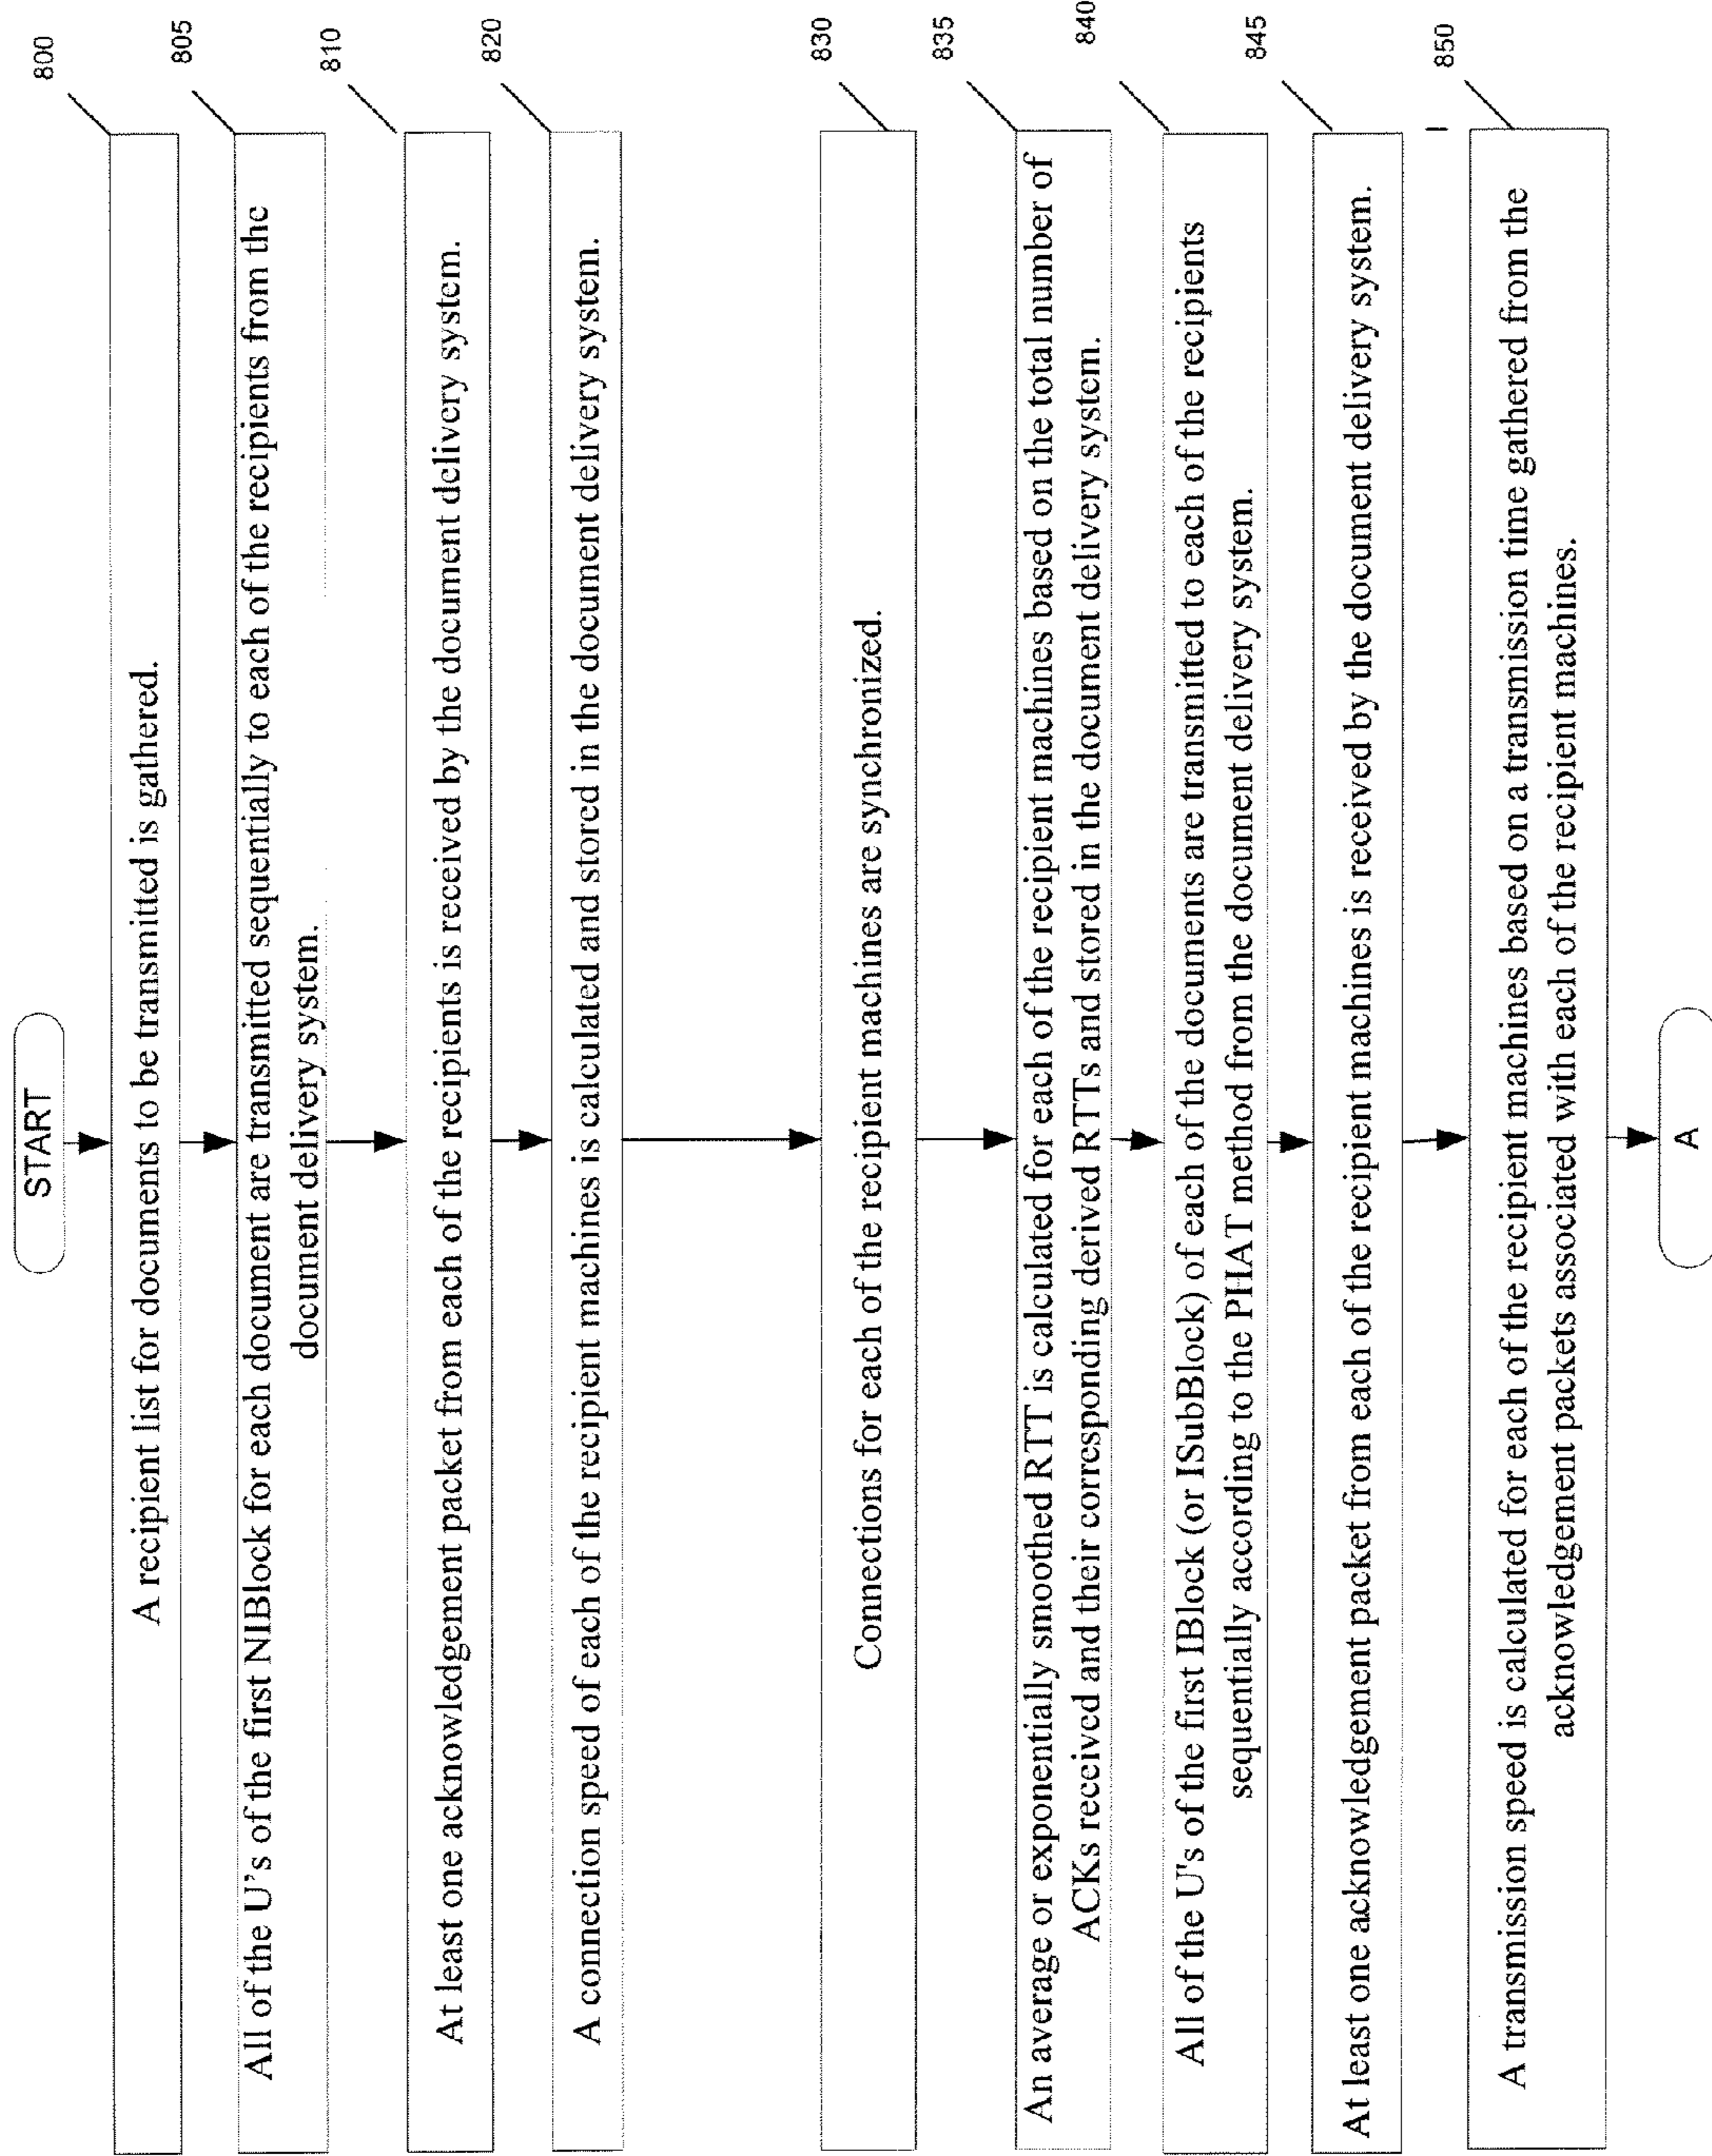 START
800
A recipient list for documents to be transmitted is gathered.
805
All of the U's of the first NIBlock for each document are transmitted sequentially to each of the recipients from the
document delivery system.
810
At least one acknowledgement packet from each of the recipients is received by the document delivery system.
820
A connection speed of each of the recipient machines is calculated and stored in the document delivery system.
830
Connections for each of the recipient machines are synchronized.
835
An average or exponentially smoothed RTT is calculated for each of the recipient machines based on the total number of
ACKs received and their corresponding derived RTTs and stored in the document delivery system.
840
All of the U's of the first IBlock (or ISubBlock) of each of the documents are transmitted to each of the recipients
sequentially according to the PHAT method from the document delivery system.
845
At least one acknowledgement packet from each of the recipient machines is received by the document delivery system.
850
A transmission speed is calculated for each of the recipient machines based on a transmission time gathered from the
acknowledgement packets associated with each of the recipient machines.
A